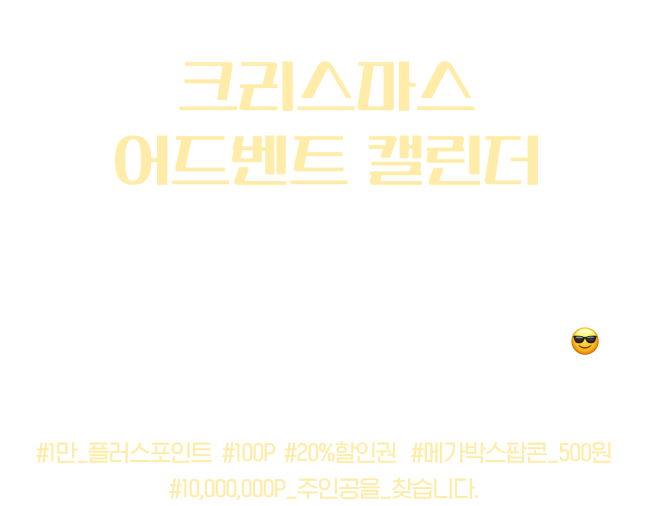 크리스마스
어드벤트 캘린더
😎
#1만_플러스포인트 #100P #20%할인권 #메가박스팝콘_500원
#10,000,000P_주인공을_찾습니다.